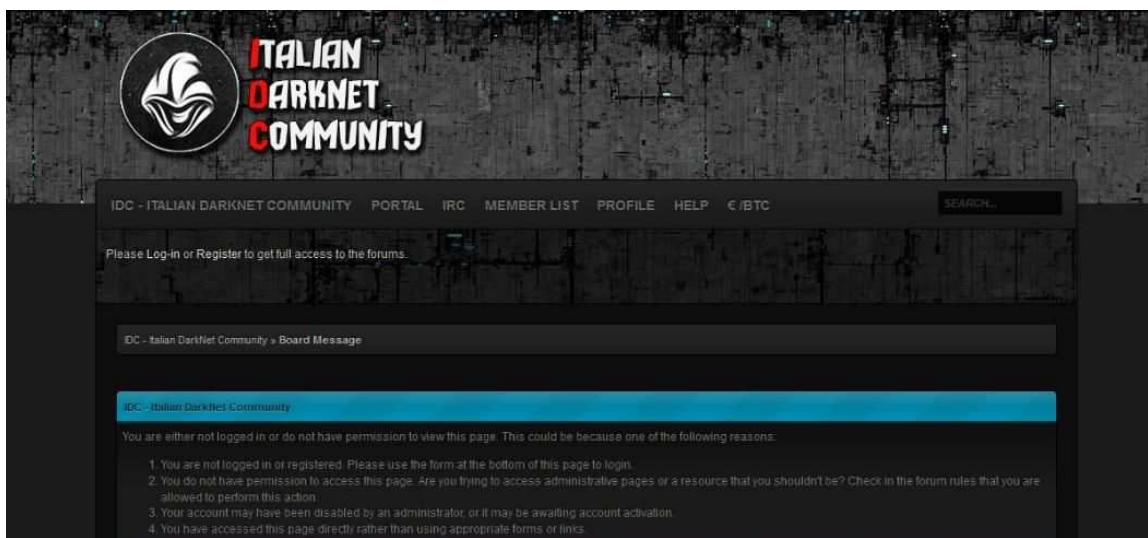 ITALIAN
DARKNET
COMMUNITY
IDC - ITALIAN DARKNET COMMUNITY PORTAL IRC MEMBER LIST PROFILE HELP € /BTC SEARCH...
Please Log-in or Register to get full access to the forums.
IDC - Italian DarkNet Community » Board Message
IDC - Italian DarkNet Community
You are either not logged in or do not have permission to view this page. This could be because one of the following reasons:
1. You are not logged in or registered. Please use the form at the bottom of this page to login.
2. You do not have permission to access this page. Are you trying to access administrative pages or a resource that you shouldn't be? Check in the forum rules that you are
allowed to perform this action.
3. Your account may have been disabled by an administrator, or it may be awaiting account activation.
4. You have accessed this page directly rather than using appropriate forms or links.